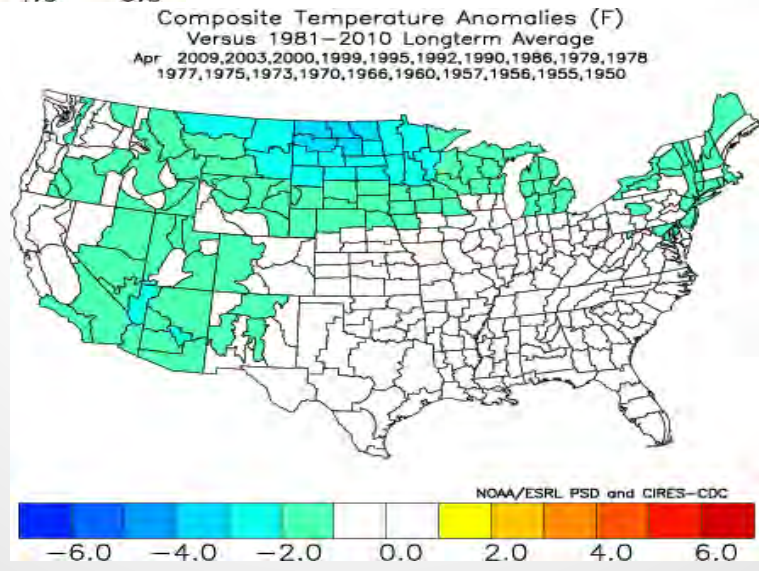 Composite Temperature Anomalies (F)
Versus 1981-2010 Longterm Average
Apr 2009,2003,2000,1999,1995,1992,1990,1986,1979,1978
1977,1975,1973,1970,1966,1960,1957,1956,1955,1950
NOAA/ESRL PSD and CIRES-CDC
-6.0 -4.0 -2.0 0.0 2.0 4.0 6.0